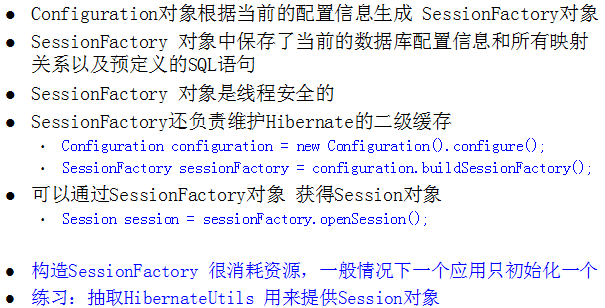 ● Configuration对象根据当前的配置信息生成 SessionFactory对象
● SessionFactory 对象中保存了当前的数据库配置信息和所有映射
关系以及预定义的SQL语句
● SessionFactory 对象是线程安全的
● SessionFactory还负责维护Hibernate的二级缓存
• Configuration configuration = new Configuration().configure();
• SessionFactory sessionFactory = configuration.buildSessionFactory();
● 可以通过SessionFactory对象 获得Session对象
• Session session = sessionFactory.openSession();
● 构造SessionFactory 很消耗资源，一般情况下一个应用只初始化一个
● 练习：抽取HibernateUtils 用来提供Session对象